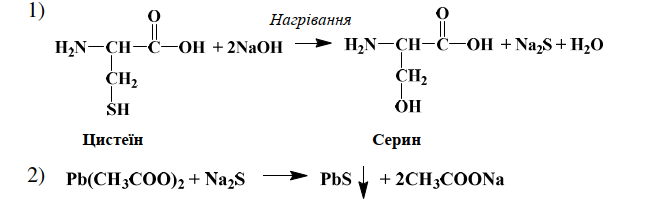 1)
O O
Нагрівання
H₂N—CH—C—OH + 2NaOH → H₂N—CH—C—OH + Na₂S + H₂O
CH₂ CH₂
SH OH
Цистеїн Серин
2) Pb(CH₃COO)₂ + Na₂S → PbS↓ + 2CH₃COONa